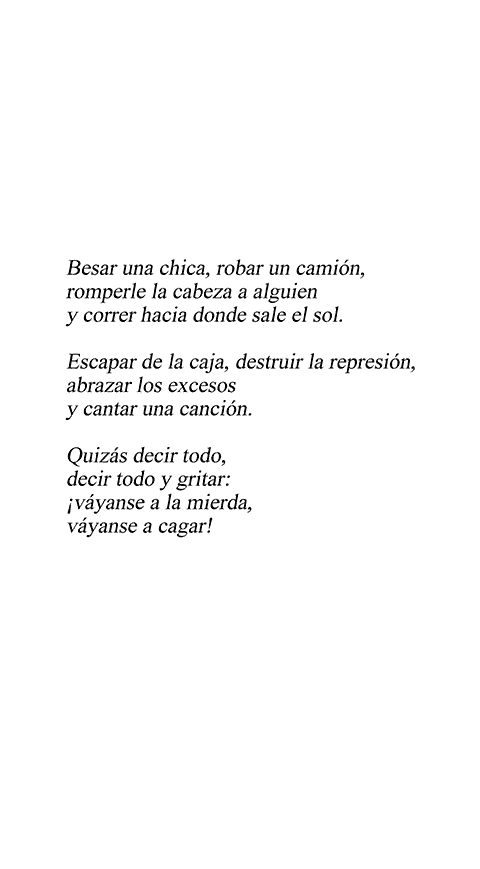 Besar una chica, robar un camión,
romperle la cabeza a alguien
y correr hacia donde sale el sol.
Escapar de la caja, destruir la represión,
abrazar los excesos
y cantar una canción.
Quizás decir todo,
decir todo y gritar:
¡váyanse a la mierda,
váyanse a cagar!